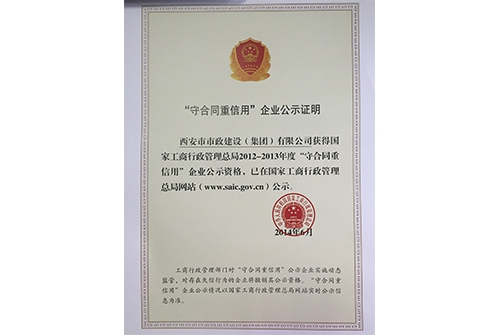 “守合同重信用”企业公示证明
西安市市政建设（集团）有限公司获得国
家工商行政管理总局2012-2013年度“守合同重
信用”企业公示资格，已在国家工商行政管理
总局网站（www.saic.gov.cn）公示。
2014年6月
工商行政管理部门对“守合同重信用”公示企业实施动态
监管，对存在失信行为的企业将撤销其公示资格。“守合同重
信用”企业公示情况以国家工商行政管理总局网站实时公示信
息为准。